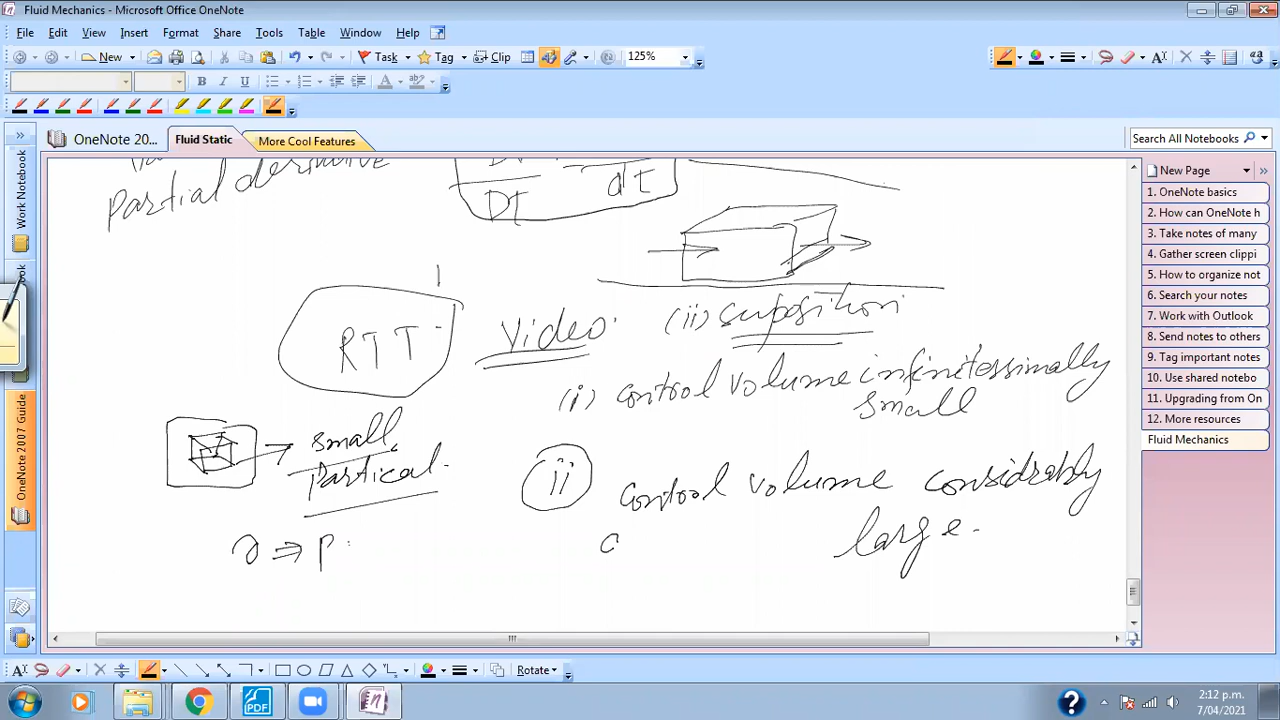 Fluid Mechanics - Microsoft Office OneNote
File Edit View Insert Format Share Tools Table Window Help
New Task Tag Clip 125%
B I U
OneNote 20... Fluid Static More Cool Features
Search All Notebooks
New Page
1. OneNote basics
2. How can OneNote h
3. Take notes of many
4. Gather screen clippi
5. How to organize not
6. Search your notes
7. Work with Outlook
8. Send notes to others
9. Tag important notes
10. Use shared notebo
11. Upgrading from On
12. More resources
Fluid Mechanics
Work Notebook
OneNote 2007 Guide
Partial derivative
Dt
dt
RTT
Video
(ii) suposition
(i) control volume infinitessimally
small
small
partical
ii
control volume considrably
large
⇒ P
C
Rotate
2:12 p.m.
7/04/2021